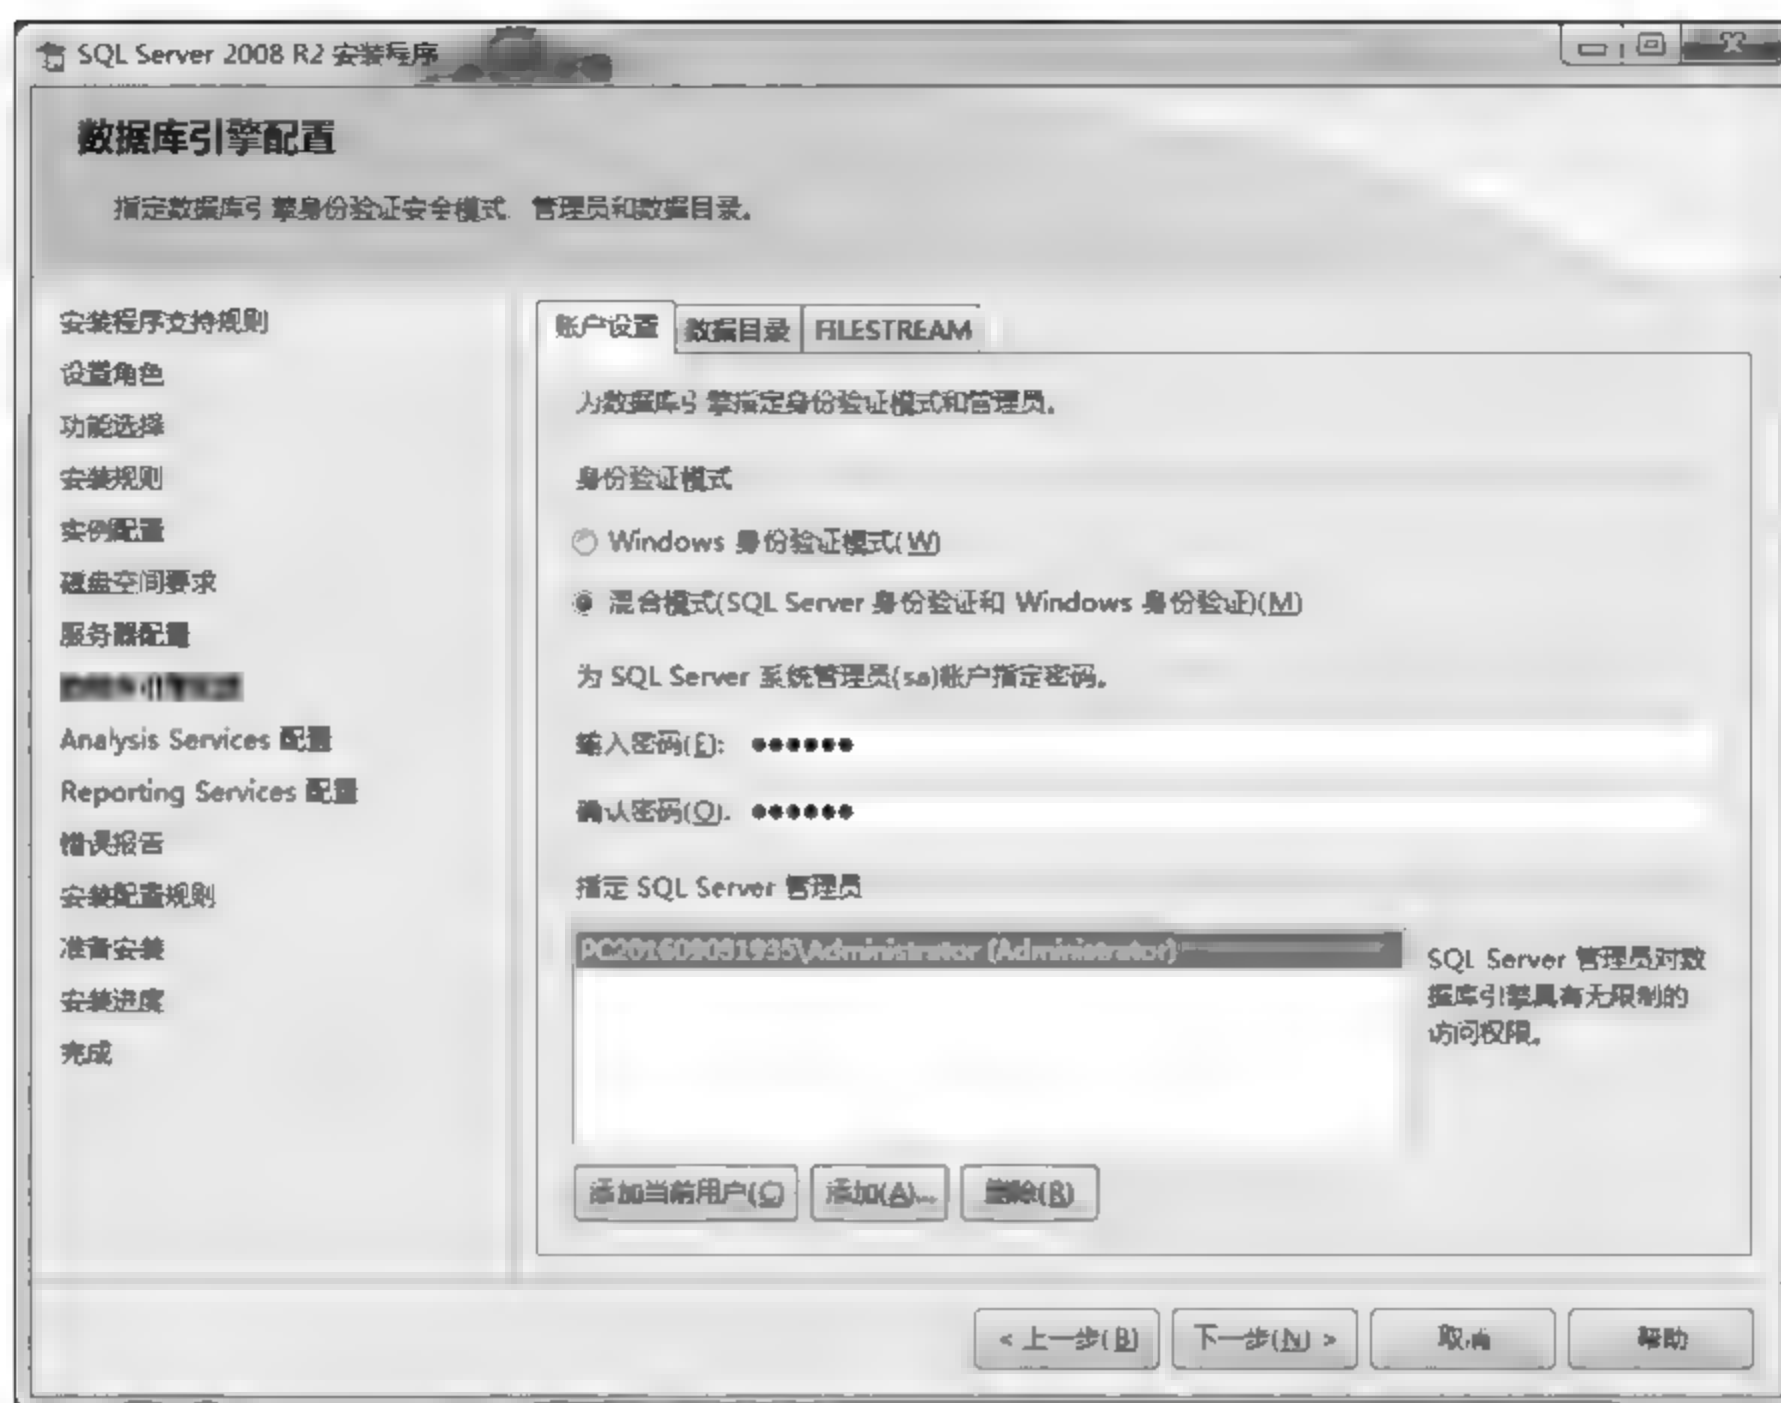 SQL Server 2008 R2 安装程序
数据库引擎配置
指定数据库引擎身份验证安全模式、管理员和数据目录。
安装程序支持规则
设置角色
功能选择
安装规则
实例配置
磁盘空间要求
服务器配置
数据库引擎配置
Analysis Services 配置
Reporting Services 配置
错误报告
安装配置规则
准备安装
安装进度
完成
账户设置 数据目录 FILESTREAM
为数据库引擎指定身份验证模式和管理员。
身份验证模式
Windows 身份验证模式(W)
混合模式(SQL Server 身份验证和 Windows 身份验证)(M)
为 SQL Server 系统管理员(sa)账户指定密码。
输入密码(E): ●●●●●●
确认密码(O): ●●●●●●
指定 SQL Server 管理员
\Administrator (Administrator)
SQL Server 管理员对数
据库引擎具有无限制的
访问权限。
添加当前用户(C) 添加(A)... 删除(R)
< 上一步(B) 下一步(N) > 取消 帮助